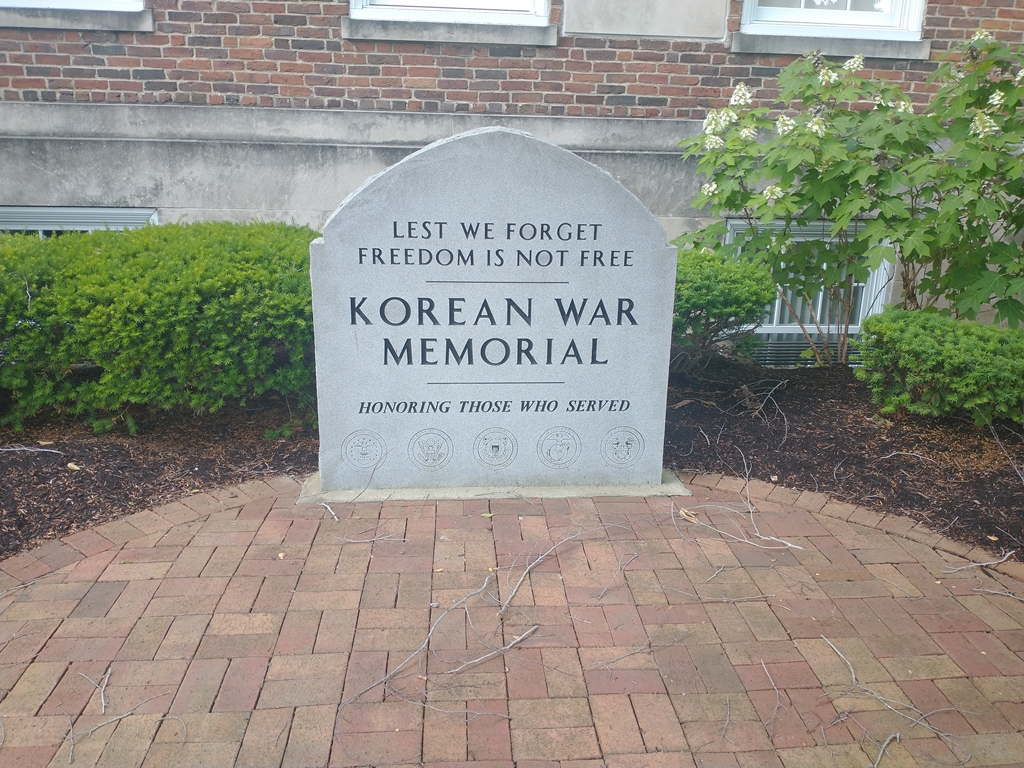 LEST WE FORGET
FREEDOM IS NOT FREE
KOREAN WAR
MEMORIAL
HONORING THOSE WHO SERVED